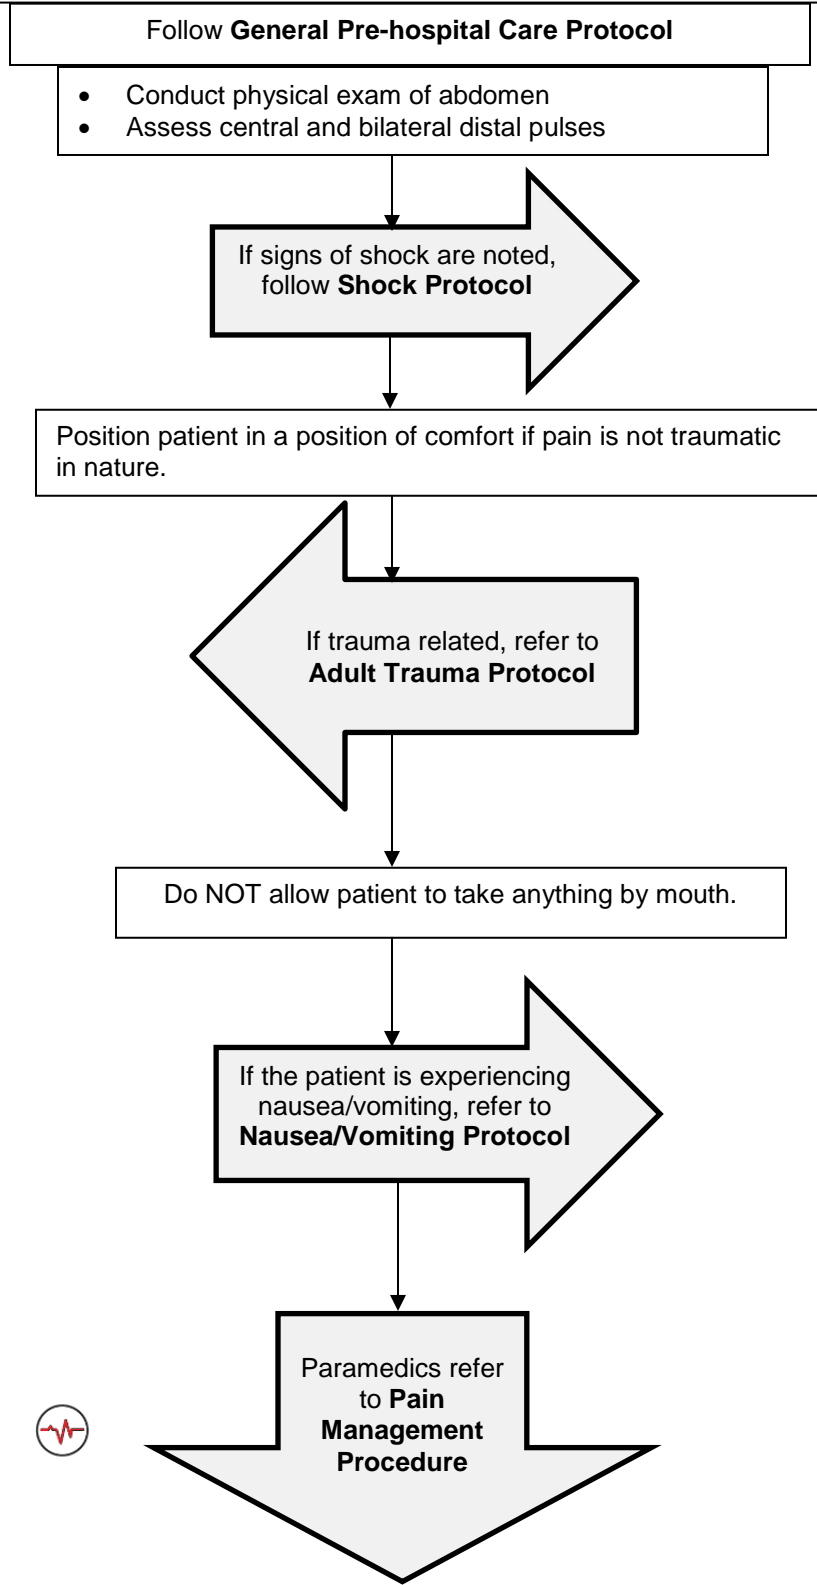 Follow General Pre-hospital Care Protocol
• Conduct physical exam of abdomen
• Assess central and bilateral distal pulses
If signs of shock are noted,
follow Shock Protocol
Position patient in a position of comfort if pain is not traumatic
in nature.
If trauma related, refer to
Adult Trauma Protocol
Do NOT allow patient to take anything by mouth.
If the patient is experiencing
nausea/vomiting, refer to
Nausea/Vomiting Protocol
Paramedics refer
to Pain
Management
Procedure